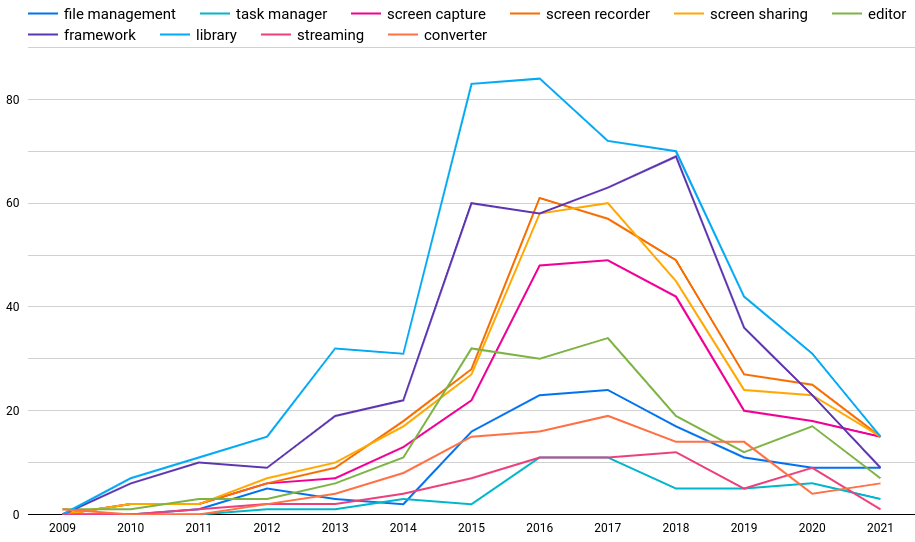 file management task manager screen capture screen recorder screen sharing editor
framework library streaming converter
80
60
40
20
0
2009 2010 2011 2012 2013 2014 2015 2016 2017 2018 2019 2020 2021